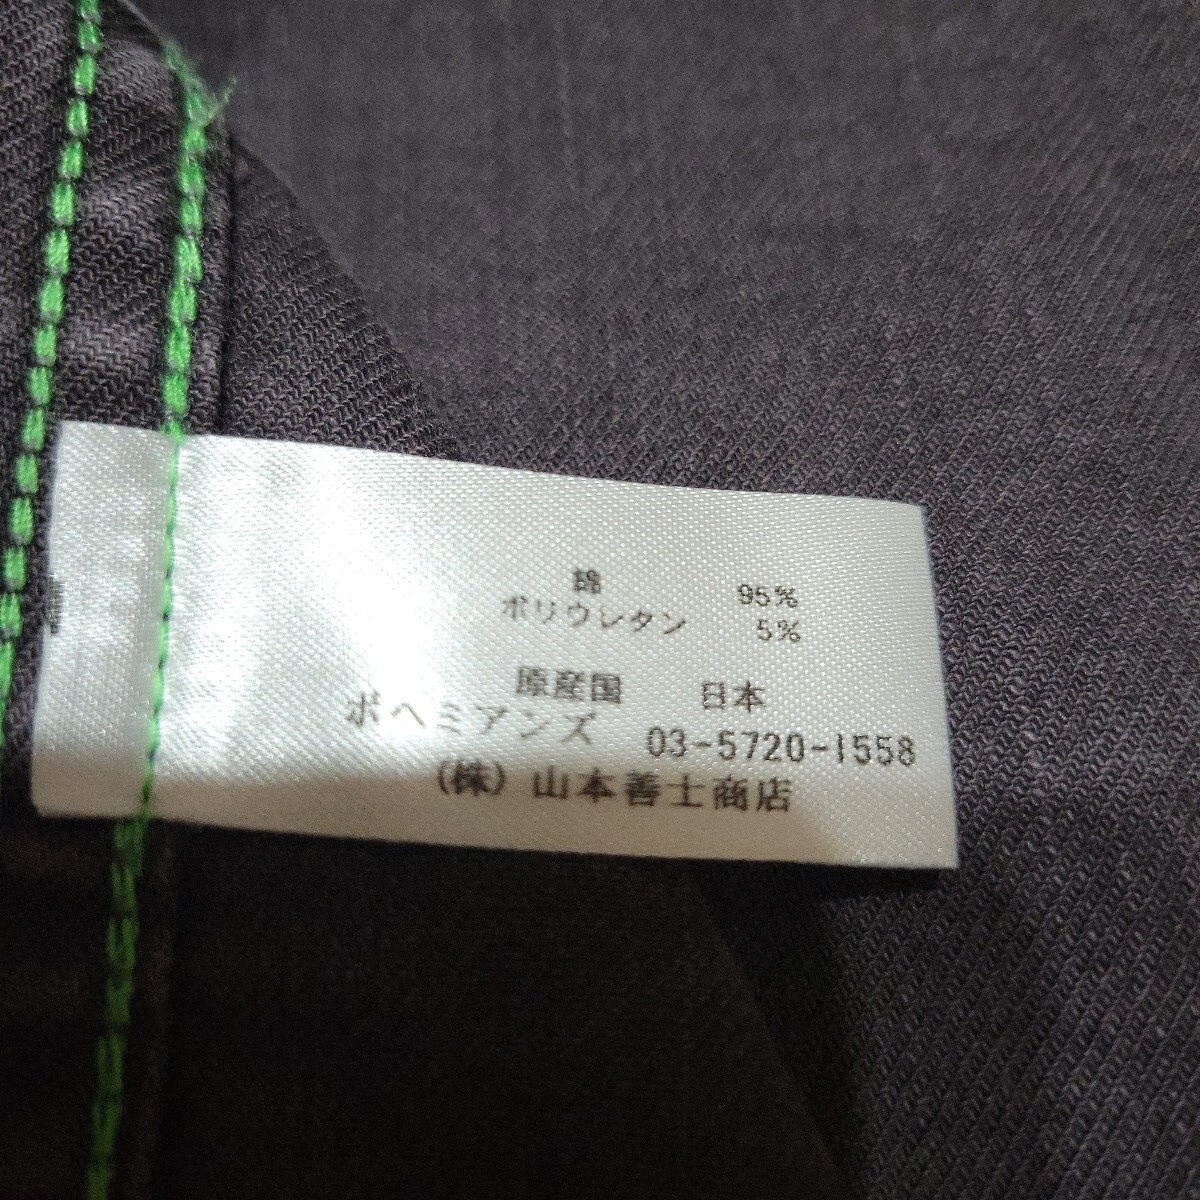 綿 95%
ポリウレタン 5%
原産国 日本
ボヘミアンズ 03-5720-1558
(株)山本善士商店